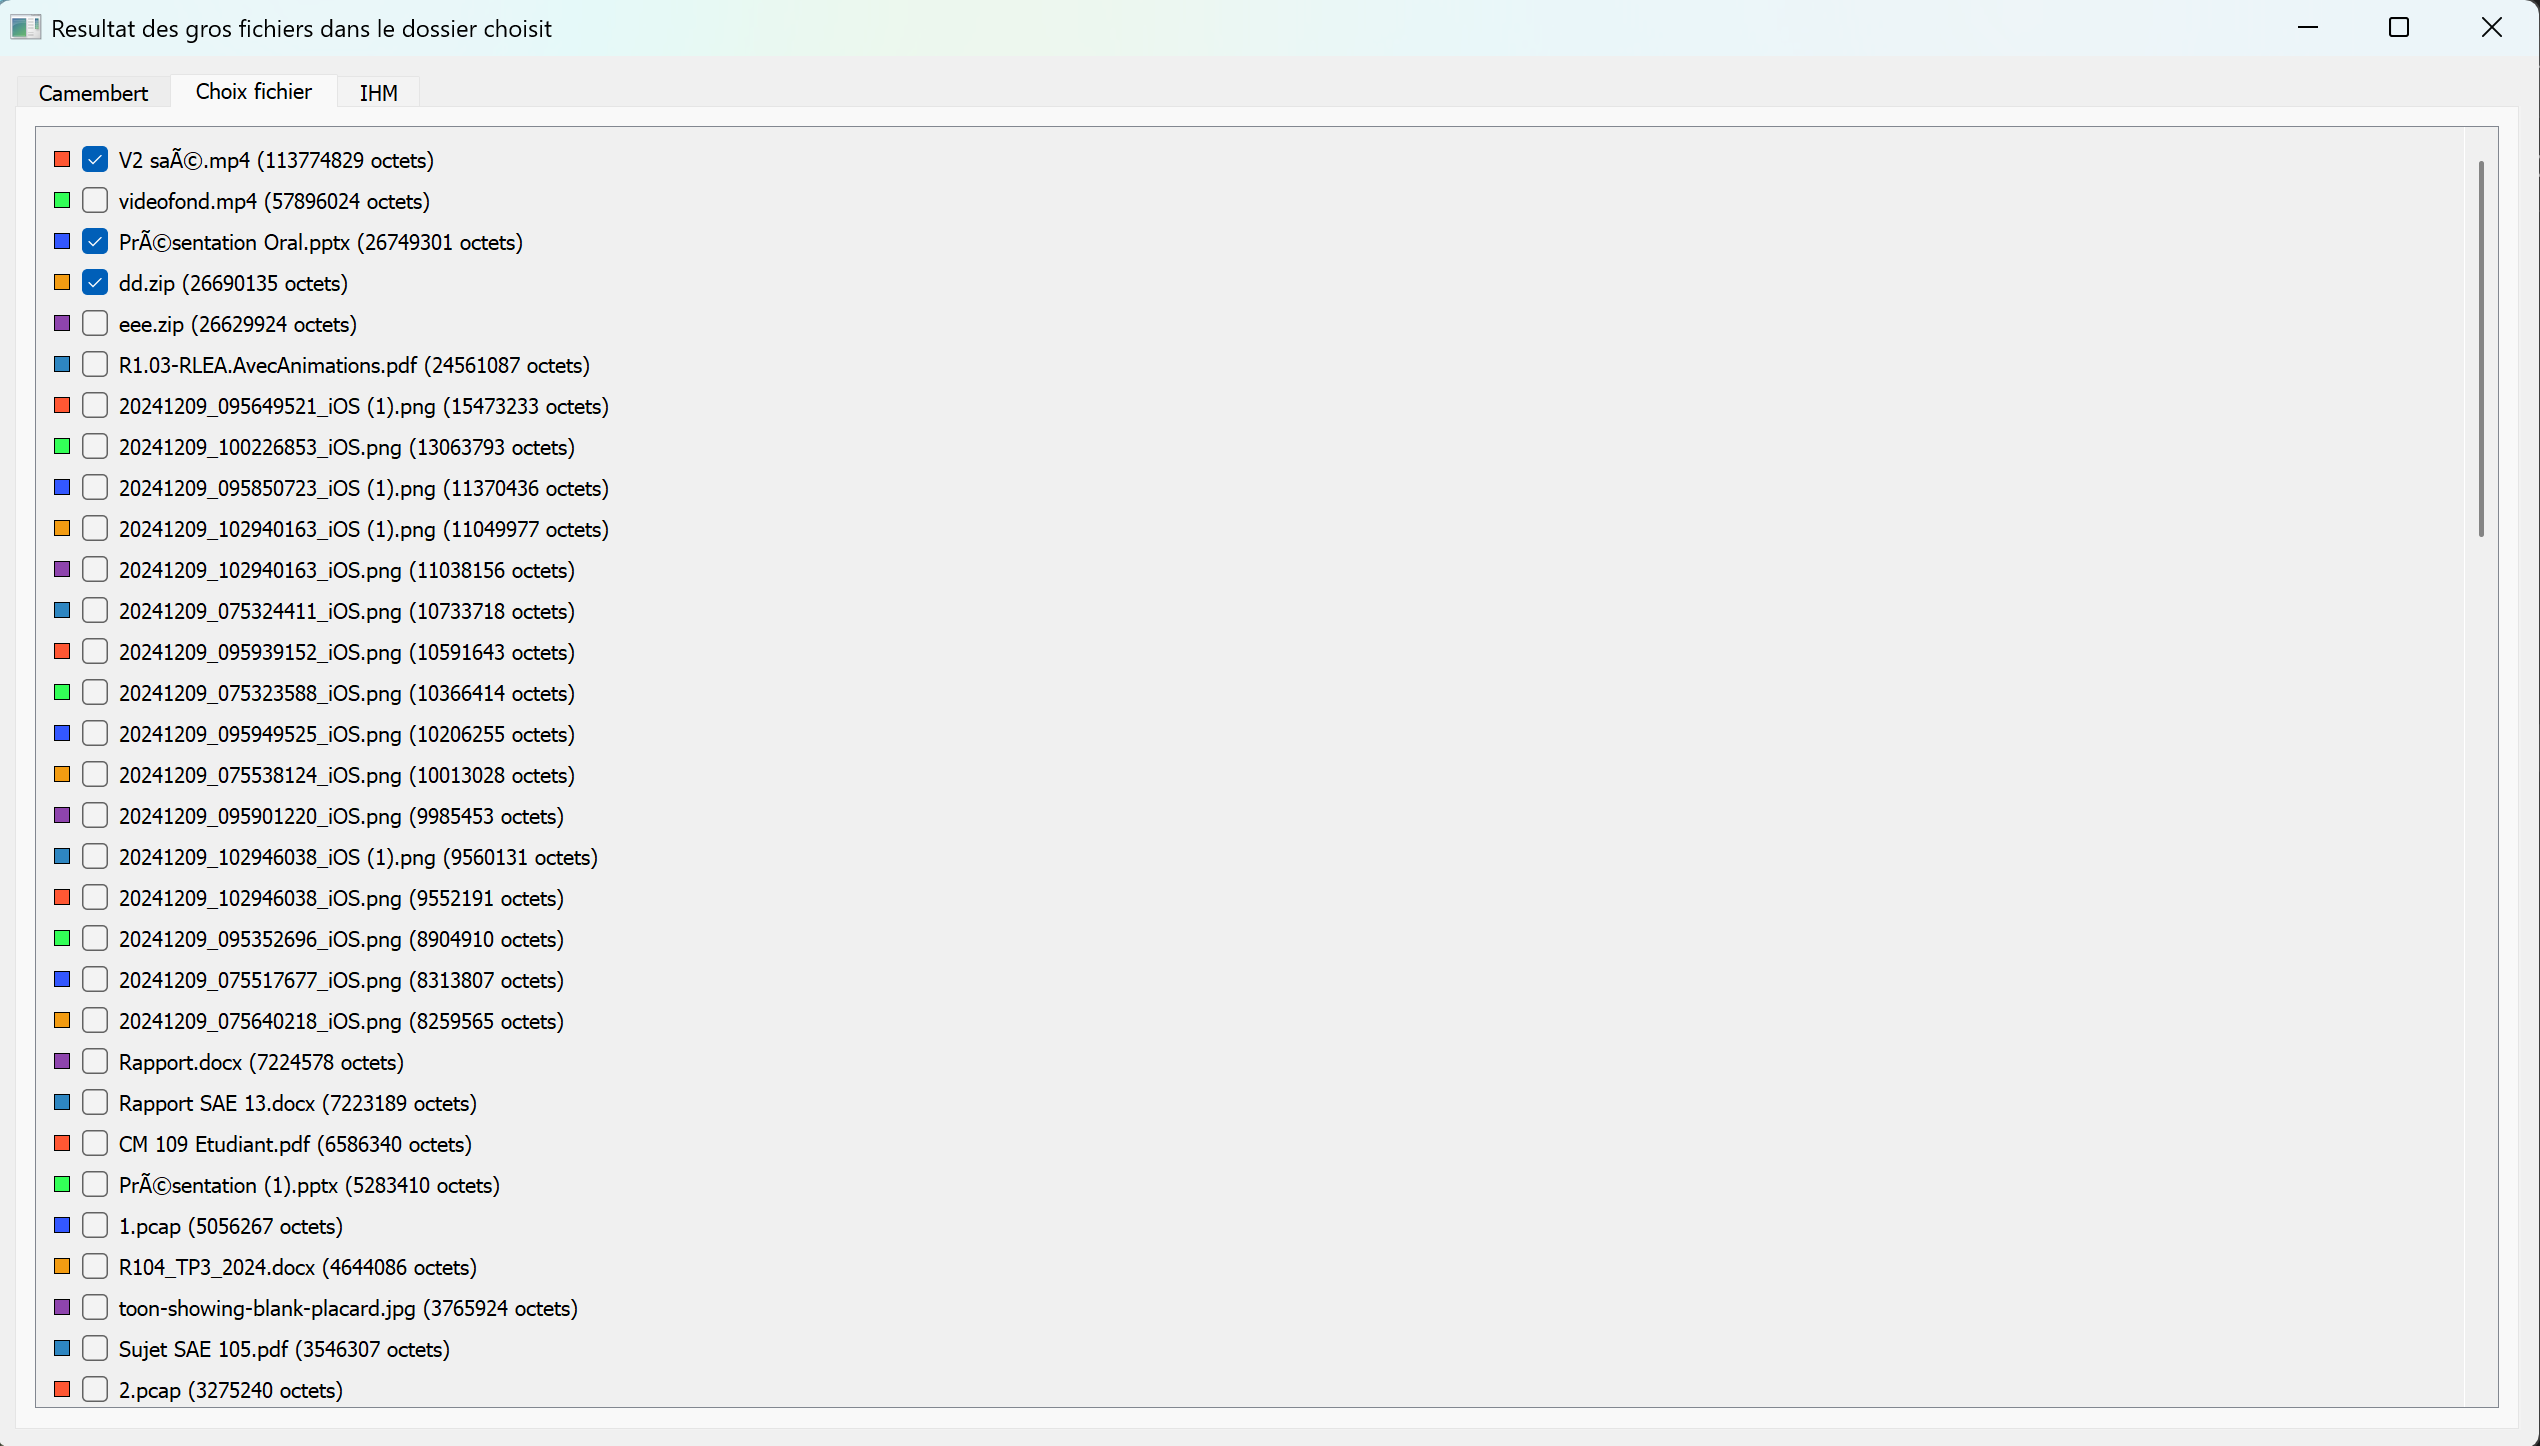 Resultat des gros fichiers dans le dossier choisit
Camembert
Choix fichier
IHM
V2 saÃ©.mp4 (113774829 octets)
videofond.mp4 (57896024 octets)
PrÃ©sentation Oral.pptx (26749301 octets)
dd.zip (26690135 octets)
eee.zip (26629924 octets)
R1.03-RLEA.AvecAnimations.pdf (24561087 octets)
20241209_095649521_iOS (1).png (15473233 octets)
20241209_100226853_iOS.png (13063793 octets)
20241209_095850723_iOS (1).png (11370436 octets)
20241209_102940163_iOS (1).png (11049977 octets)
20241209_102940163_iOS.png (11038156 octets)
20241209_075324411_iOS.png (10733718 octets)
20241209_095939152_iOS.png (10591643 octets)
20241209_075323588_iOS.png (10366414 octets)
20241209_095949525_iOS.png (10206255 octets)
20241209_075538124_iOS.png (10013028 octets)
20241209_095901220_iOS.png (9985453 octets)
20241209_102946038_iOS (1).png (9560131 octets)
20241209_102946038_iOS.png (9552191 octets)
20241209_095352696_iOS.png (8904910 octets)
20241209_075517677_iOS.png (8313807 octets)
20241209_075640218_iOS.png (8259565 octets)
Rapport.docx (7224578 octets)
Rapport SAE 13.docx (7223189 octets)
CM 109 Etudiant.pdf (6586340 octets)
PrÃ©sentation (1).pptx (5283410 octets)
1.pcap (5056267 octets)
R104_TP3_2024.docx (4644086 octets)
toon-showing-blank-placard.jpg (3765924 octets)
Sujet SAE 105.pdf (3546307 octets)
2.pcap (3275240 octets)